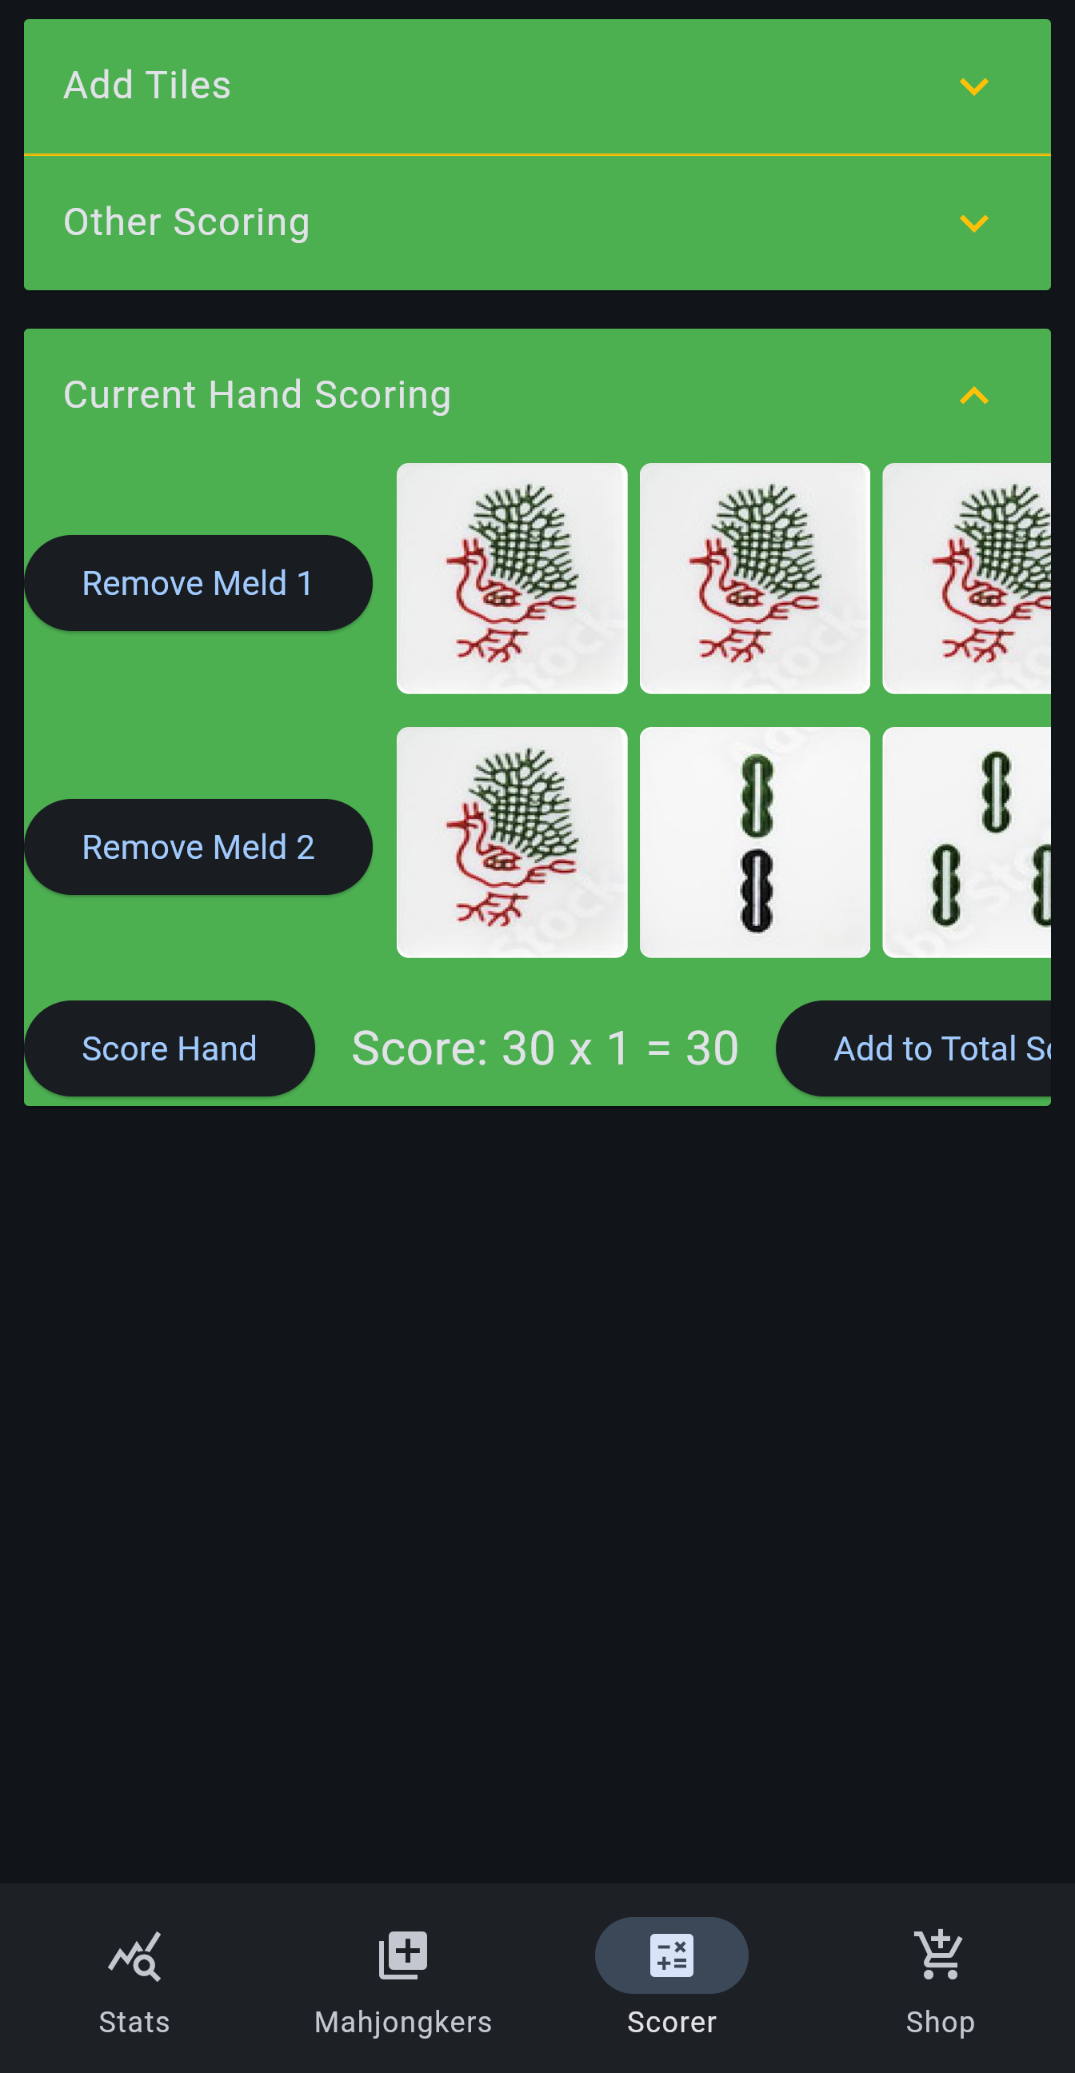 Add Tiles
Other Scoring
Current Hand Scoring
Remove Meld 1
Remove Meld 2
Score Hand
Score: 30 x 1 = 30
Add to Total
Stats
Mahjongkers
Scorer
Shop